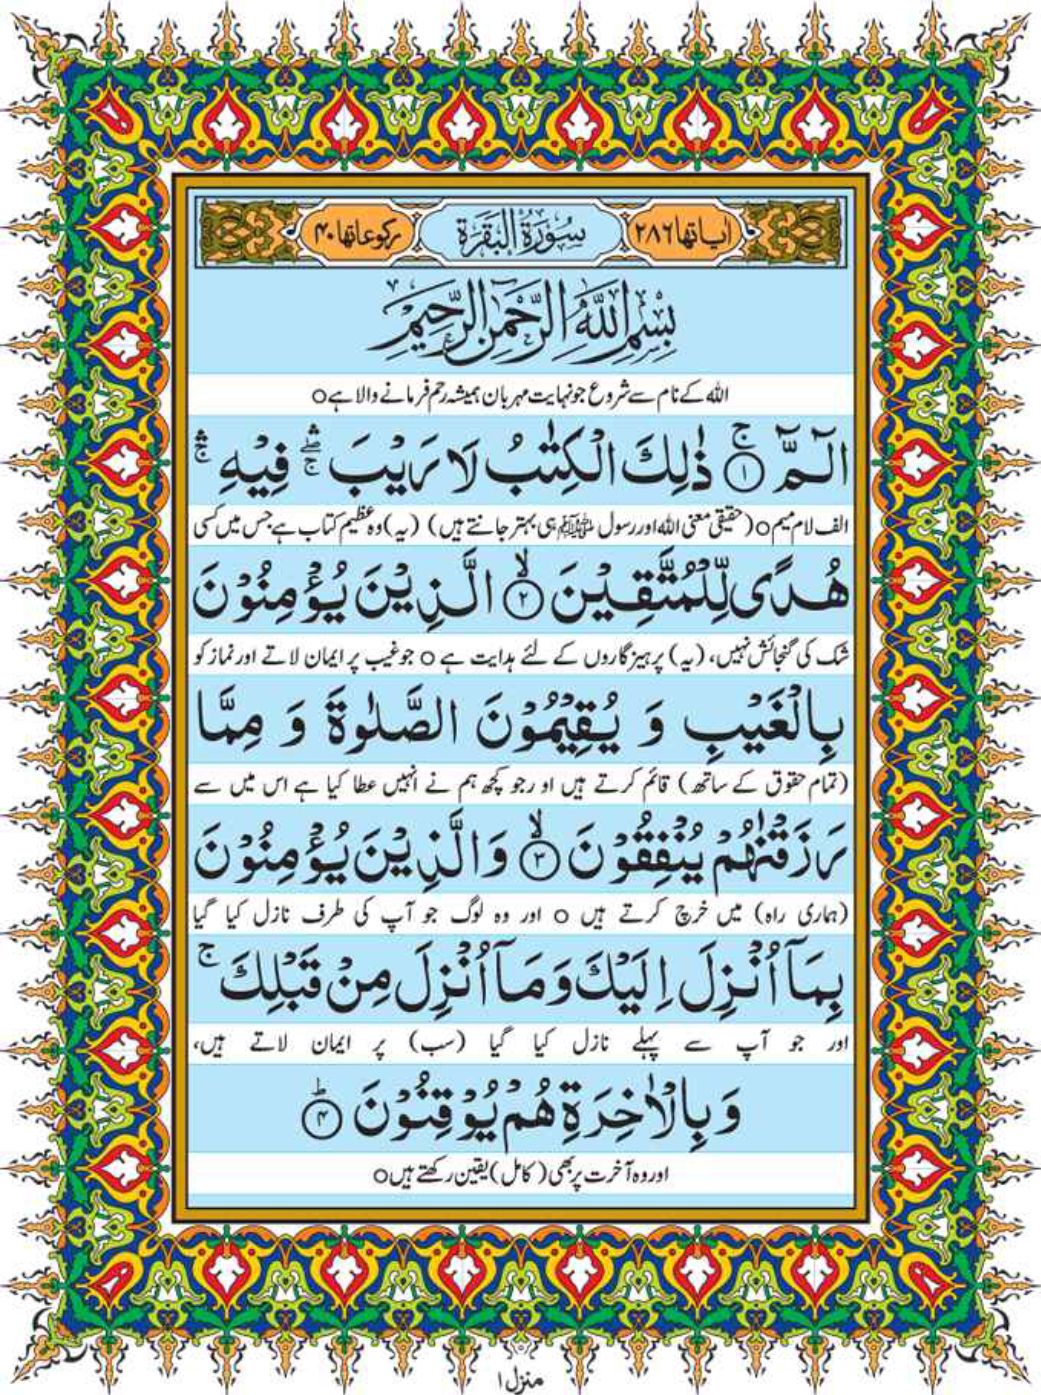 اٰیاتھا ۲۸۶ سُوْرَۃُ الْبَقَرَۃِ رکوعاتھا ۴۰
بِسْمِ اللّٰهِ الرَّحْمٰنِ الرَّحِیْمِ
اللہ کے نام سے شروع جو نہایت مہربان ہمیشہ رحم فرمانے والا ہے ○
الٓمّٓ ۚ﴿۱﴾ ذٰلِكَ الْكِتٰبُ لَا رَیْبَ ۛۖۚ فِیْهِ ۛۚ
الف لام میم ○ (حقیقی معنی اللہ اور رسول ﷺ ہی بہتر جانتے ہیں) (یہ) وہ عظیم کتاب ہے جس میں کسی
هُدًی لِّلْمُتَّقِیْنَ ۙ﴿۲﴾ الَّذِیْنَ یُؤْمِنُوْنَ
شک کی گنجائش نہیں، (یہ) پرہیزگاروں کے لئے ہدایت ہے ○ جو غیب پر ایمان لاتے اور نماز کو
بِالْغَیْبِ وَ یُقِیْمُوْنَ الصَّلٰوةَ وَ مِمَّا
(تمام حقوق کے ساتھ) قائم کرتے ہیں اور جو کچھ ہم نے انہیں عطا کیا ہے اس میں سے
رَزَقْنٰهُمْ یُنْفِقُوْنَ ۙ﴿۳﴾ وَالَّذِیْنَ یُؤْمِنُوْنَ
(ہماری راہ) میں خرچ کرتے ہیں ○ اور وہ لوگ جو آپ کی طرف نازل کیا گیا
بِمَاۤ اُنْزِلَ اِلَیْكَ وَ مَاۤ اُنْزِلَ مِنْ قَبْلِكَ ۚ
اور جو آپ سے پہلے نازل کیا گیا (سب) پر ایمان لاتے ہیں،
وَ بِالْاٰخِرَةِ هُمْ یُوْقِنُوْنَ ؕ﴿۴﴾
اور وہ آخرت پر بھی (کامل) یقین رکھتے ہیں ○
منزل ۱